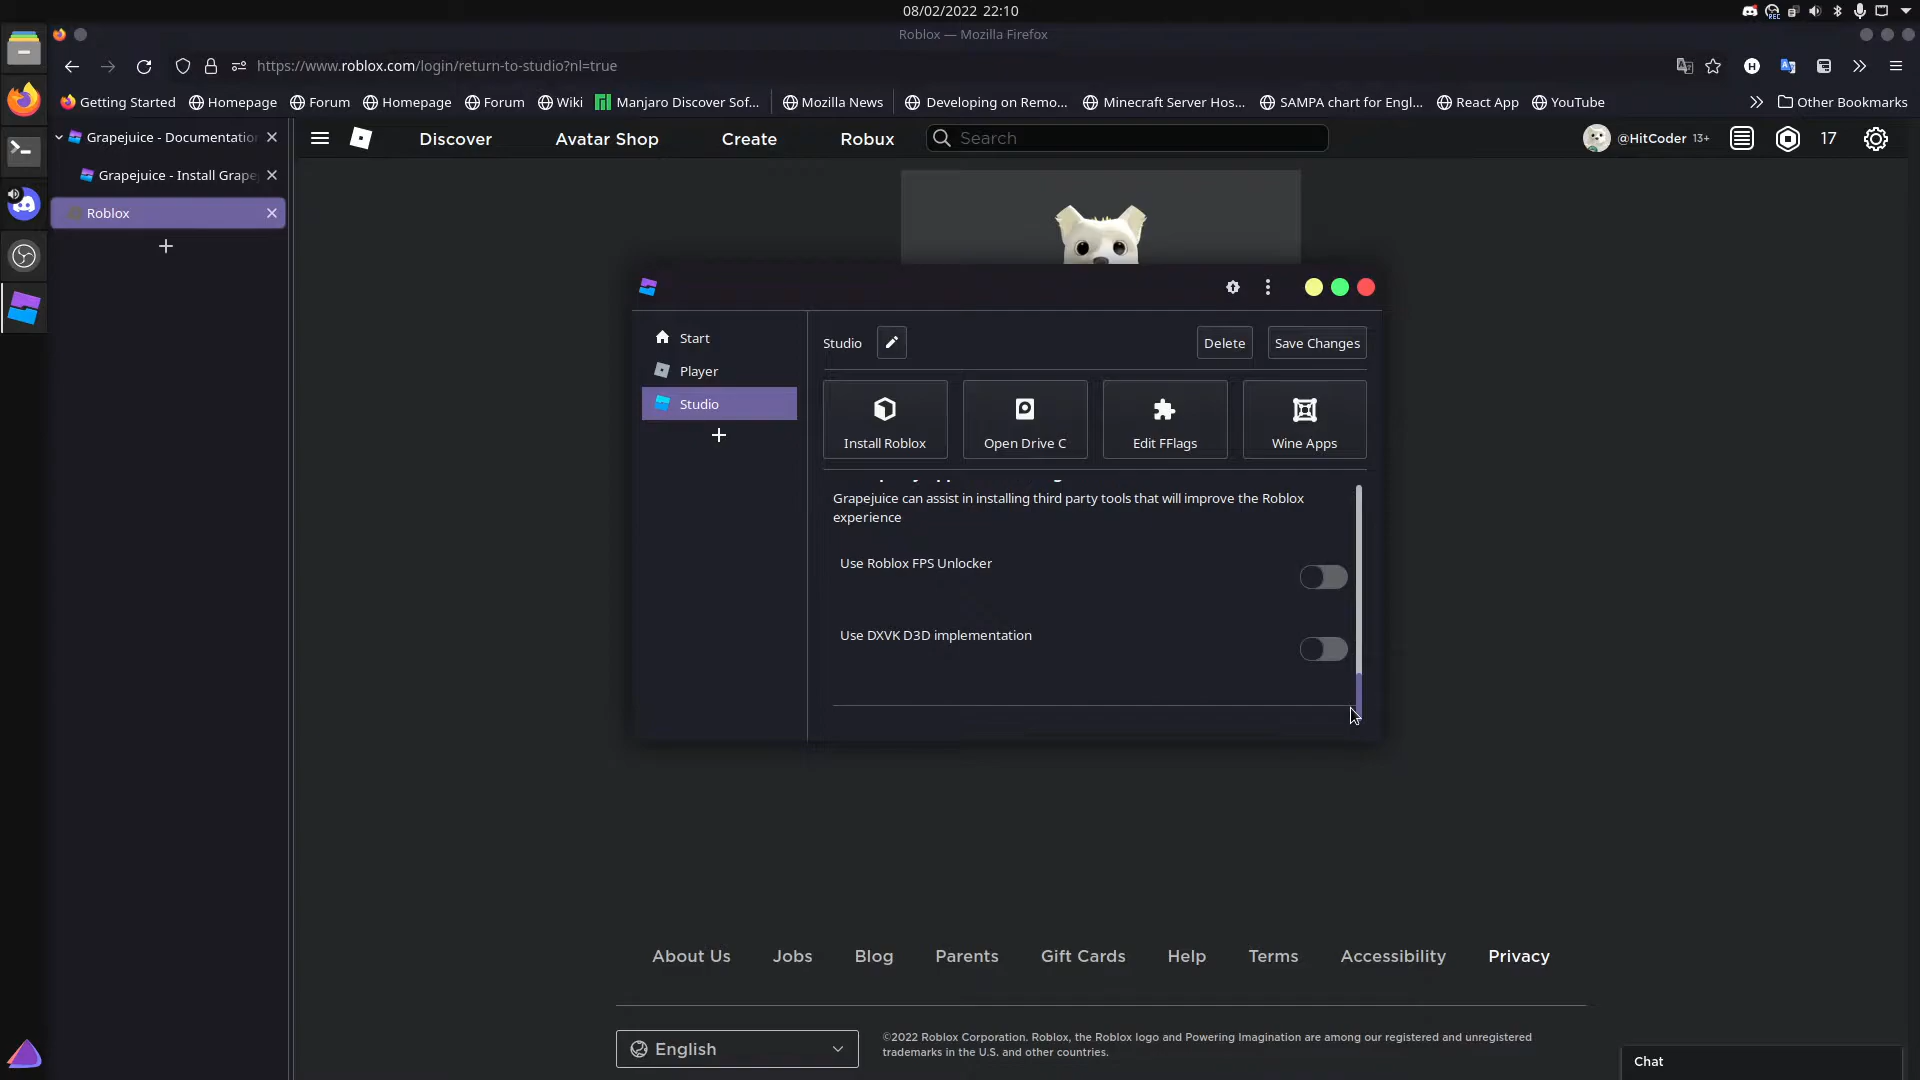 08/02/2022 22:10
Roblox — Mozilla Firefox
https://www.roblox.com/login/return-to-studio?nl=true
Getting Started
Homepage
Forum
Homepage
Forum
Wiki
Manjaro Discover Sof...
Mozilla News
Developing on Remo...
Minecraft Server Hos...
SAMPA chart for Engl...
React App
YouTube
Other Bookmarks
Grapejuice - Documentatio
Grapejuice - Install Grape
Roblox
Discover
Avatar Shop
Create
Robux
Search
@HitCoder 13+
17
Start
Player
Studio
Studio
Delete
Save Changes
Install Roblox
Open Drive C
Edit FFlags
Wine Apps
Grapejuice can assist in installing third party tools that will improve the Roblox
experience
Use Roblox FPS Unlocker
Use DXVK D3D implementation
About Us
Jobs
Blog
Parents
Gift Cards
Help
Terms
Accessibility
Privacy
English
©2022 Roblox Corporation. Roblox, the Roblox logo and Powering Imagination are among our registered and unregistered
trademarks in the U.S. and other countries.
Chat